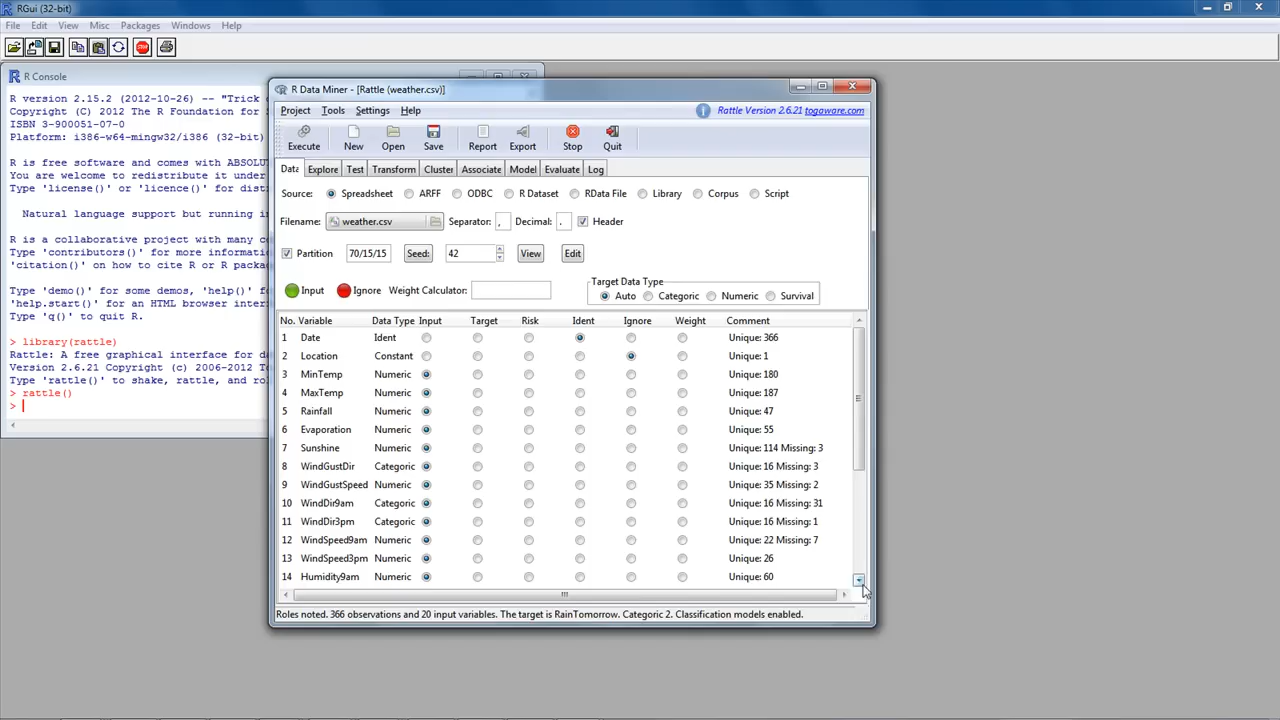 RGui (32-bit)
File Edit View Misc Packages Windows Help
STOP
R Console
R version 2.15.2 (2012-10-26) -- "Trick
Copyright (C) 2012 The R Foundation for
ISBN 3-900051-07-0
Platform: i386-w64-mingw32/i386 (32-bit)
R is free software and comes with ABSOLUT
You are welcome to redistribute it under
Type 'license()' or 'licence()' for dist
Natural language support but running in
R is a collaborative project with many co
Type 'contributors()' for more informatio
'citation()' on how to cite R or R packag
Type 'demo()' for some demos, 'help()' f
'help.start()' for an HTML browser inter
Type 'q()' to quit R.
> library(rattle)
Rattle: A free graphical interface for da
Version 2.6.21 Copyright (c) 2006-2012 To
Type 'rattle()' to shake, rattle, and rol
> rattle()
>
R Data Miner - [Rattle (weather.csv)]
Project Tools Settings Help
Rattle Version 2.6.21 togaware.com
Execute New Open Save Report Export Stop Quit
Data Explore Test Transform Cluster Associate Model Evaluate Log
Source: Spreadsheet ARFF ODBC R Dataset RData File Library Corpus Script
Filename: weather.csv Separator: , Decimal: . Header
Partition 70/15/15 Seed: 42 View Edit
Input Ignore Weight Calculator:
Target Data Type
Auto Categoric Numeric Survival
No. Variable Data Type Input Target Risk Ident Ignore Weight Comment
1 Date Ident Unique: 366
2 Location Constant Unique: 1
3 MinTemp Numeric Unique: 180
4 MaxTemp Numeric Unique: 187
5 Rainfall Numeric Unique: 47
6 Evaporation Numeric Unique: 55
7 Sunshine Numeric Unique: 114 Missing: 3
8 WindGustDir Categoric Unique: 16 Missing: 3
9 WindGustSpeed Numeric Unique: 35 Missing: 2
10 WindDir9am Categoric Unique: 16 Missing: 31
11 WindDir3pm Categoric Unique: 16 Missing: 1
12 WindSpeed9am Numeric Unique: 22 Missing: 7
13 WindSpeed3pm Numeric Unique: 26
14 Humidity9am Numeric Unique: 60
Roles noted. 366 observations and 20 input variables. The target is RainTomorrow. Categoric 2. Classification models enabled.